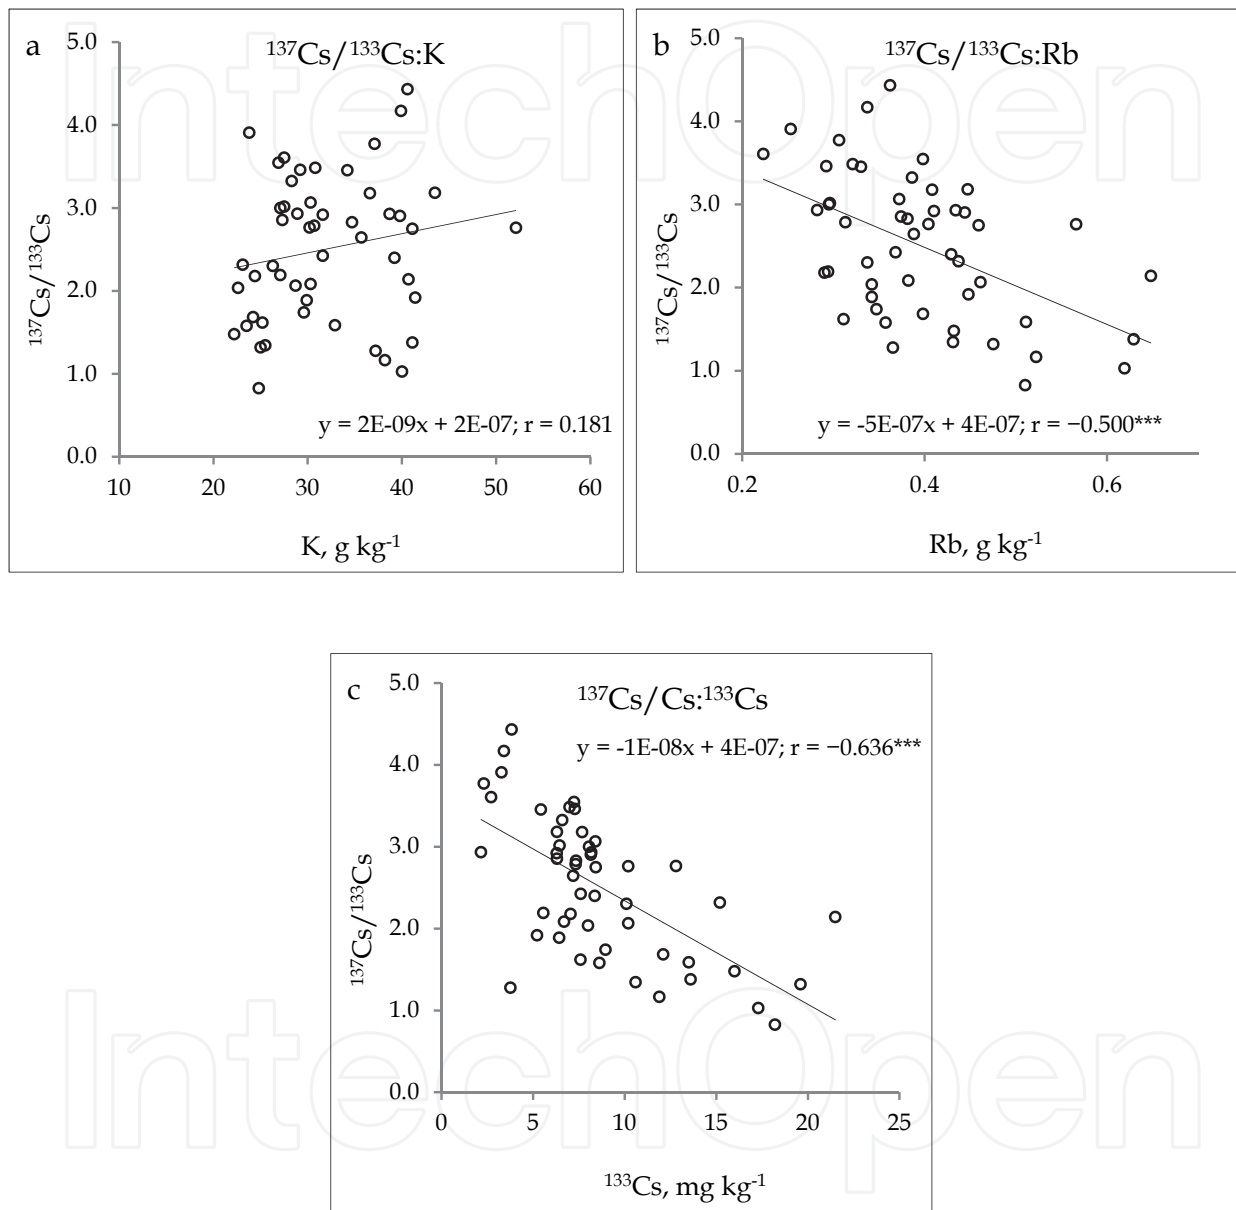 a
¹³⁷Cs/¹³³Cs:K
5.0
4.0
3.0
2.0
1.0
0.0
¹³⁷Cs/¹³³Cs
y = 2E-09x + 2E-07; r = 0.181
10 20 30 40 50 60
K, g kg⁻¹
b
¹³⁷Cs/¹³³Cs:Rb
5.0
4.0
3.0
2.0
1.0
0.0
¹³⁷Cs/¹³³Cs
y = -5E-07x + 4E-07; r = −0.500***
0.2 0.4 0.6
Rb, g kg⁻¹
c
¹³⁷Cs/Cs:¹³³Cs
y = -1E-08x + 4E-07; r = −0.636***
5.0
4.0
3.0
2.0
1.0
0.0
¹³⁷Cs/¹³³Cs
0 5 10 15 20 25
¹³³Cs, mg kg⁻¹
IntechOpen
IntechOpen